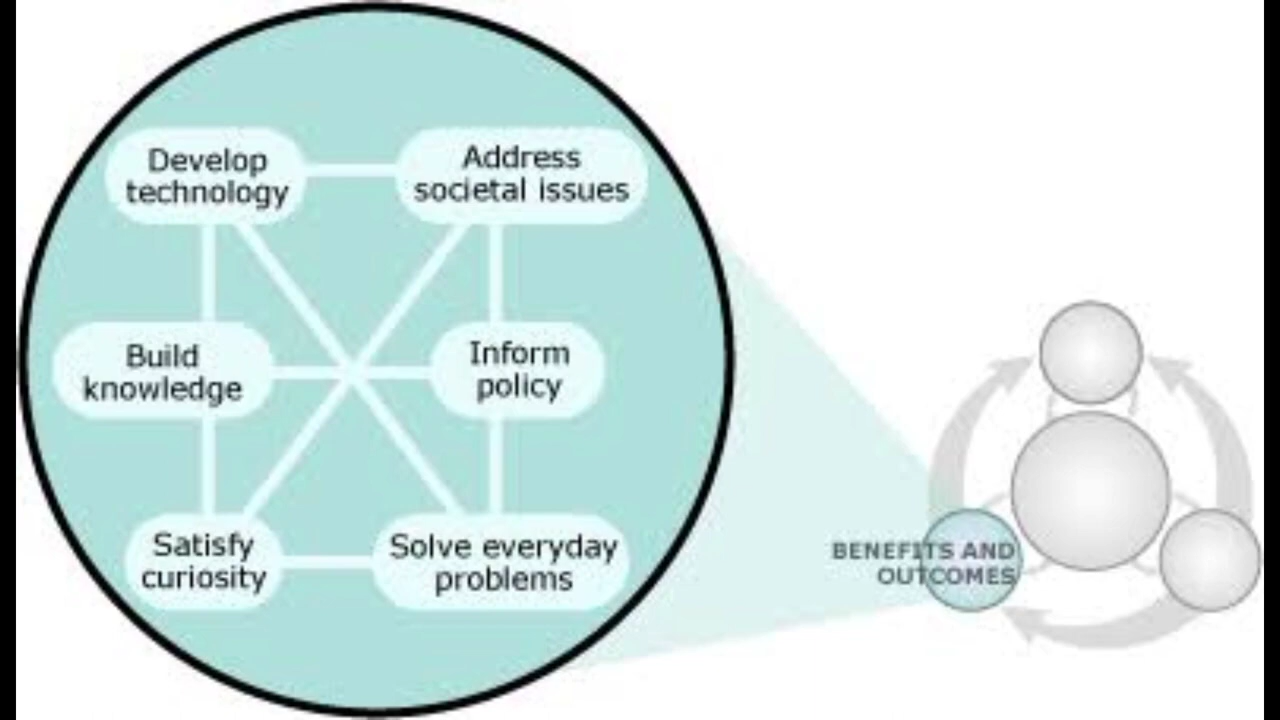 Develop
technology
Address
societal issues
Build
knowledge
Inform
policy
Satisfy
curiosity
Solve everyday
problems
BENEFITS AND
OUTCOMES